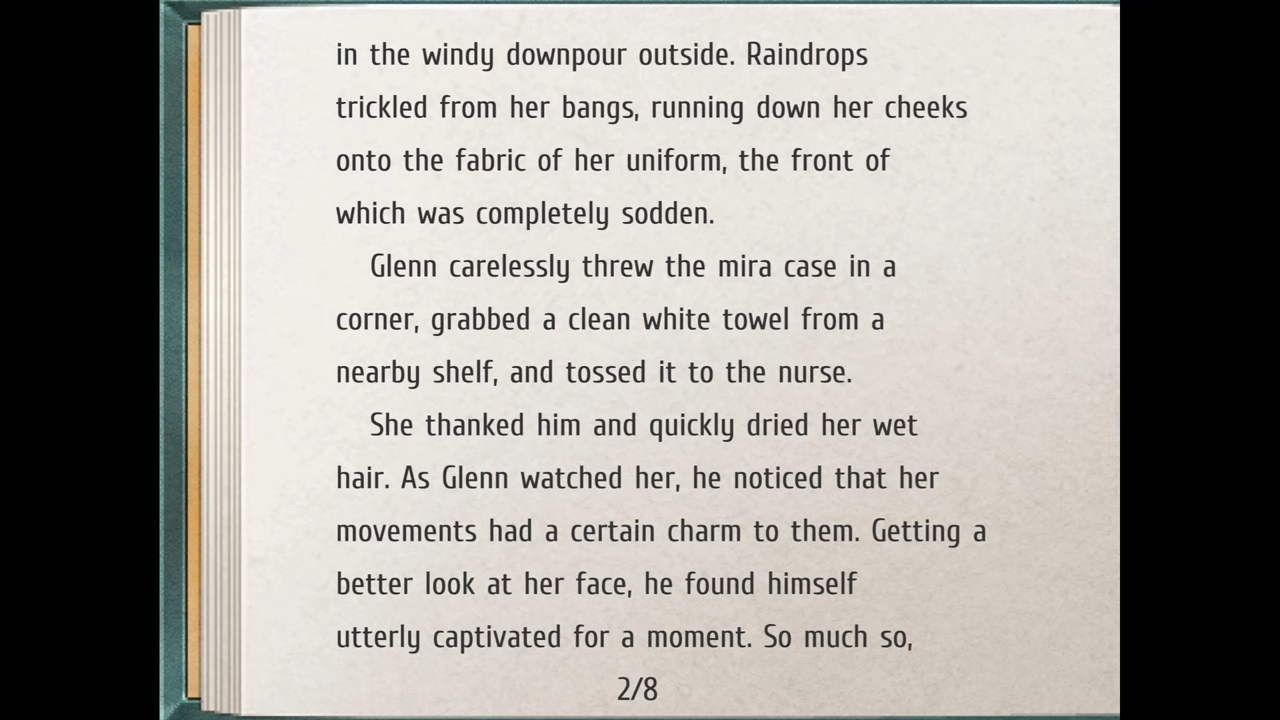 in the windy downpour outside. Raindrops
trickled from her bangs, running down her cheeks
onto the fabric of her uniform, the front of
which was completely sodden.
Glenn carelessly threw the mira case in a
corner, grabbed a clean white towel from a
nearby shelf, and tossed it to the nurse.
She thanked him and quickly dried her wet
hair. As Glenn watched her, he noticed that her
movements had a certain charm to them. Getting a
better look at her face, he found himself
utterly captivated for a moment. So much so,
2/8